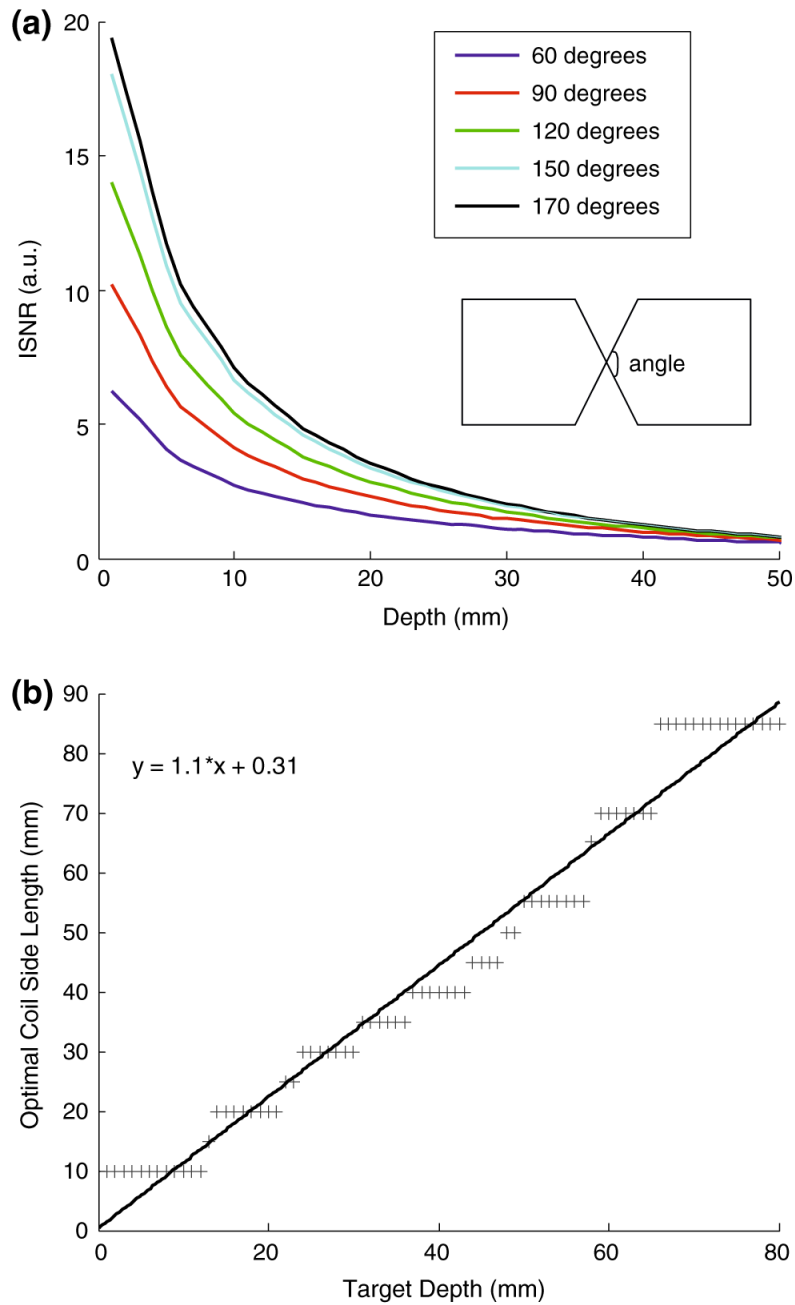 (a)
20
15
10
5
0
ISNR (a.u.)
60 degrees
90 degrees
120 degrees
150 degrees
170 degrees
angle
0 10 20 30 40 50
Depth (mm)
(b)
90
80
70
60
50
40
30
20
10
0
Optimal Coil Side Length (mm)
y = 1.1*x + 0.31
0 20 40 60 80
Target Depth (mm)